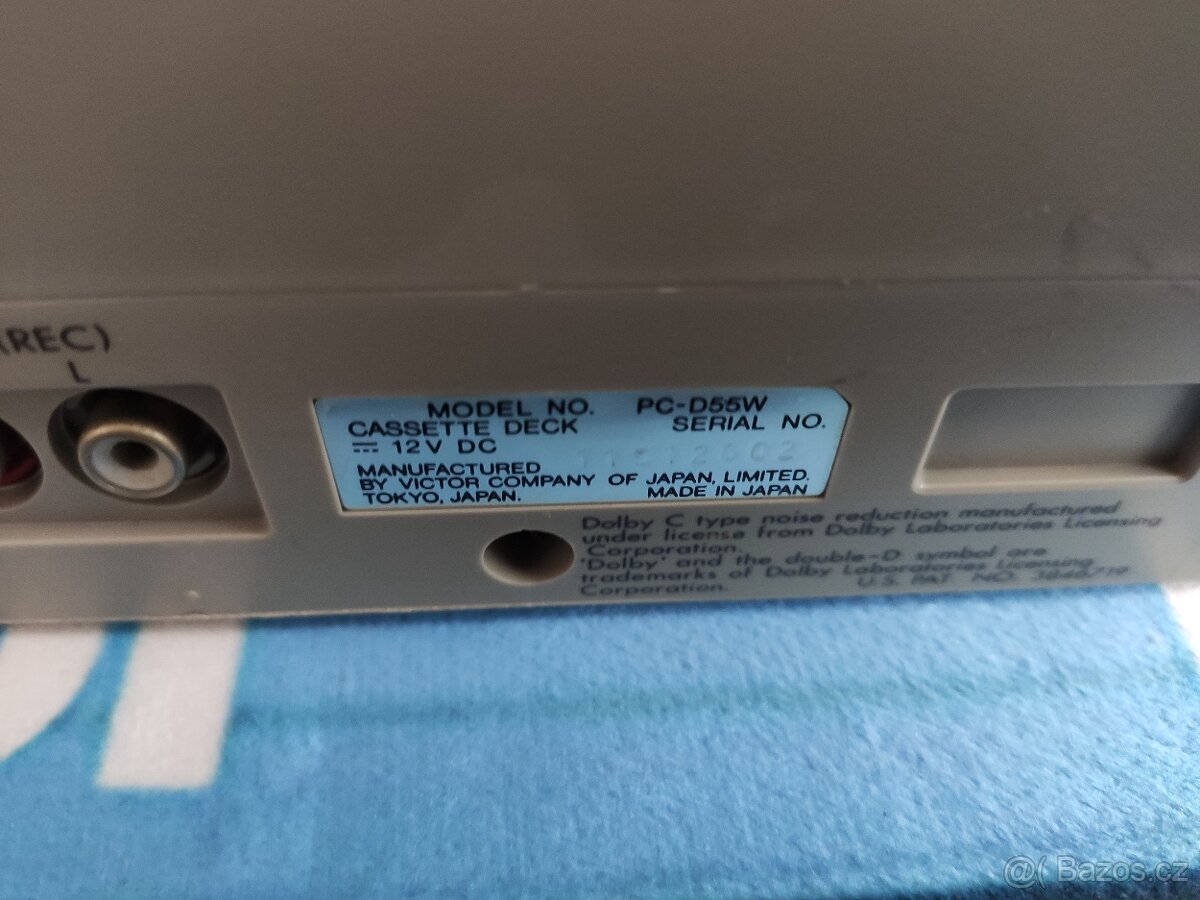 (REC)
L
MODEL NO. PC-D55W
CASSETTE DECK SERIAL NO.
12V DC
MANUFACTURED
BY VICTOR COMPANY OF JAPAN, LIMITED.
TOKYO, JAPAN. MADE IN JAPAN
Dolby C type noise reduction manufactured
under license from Dolby Laboratories Licensing
Corporation.
'Dolby' and the double-D symbol are
trademarks of Dolby Laboratories Licensing
Corporation. U.S. PAT. NO.
@( Bazos.cz